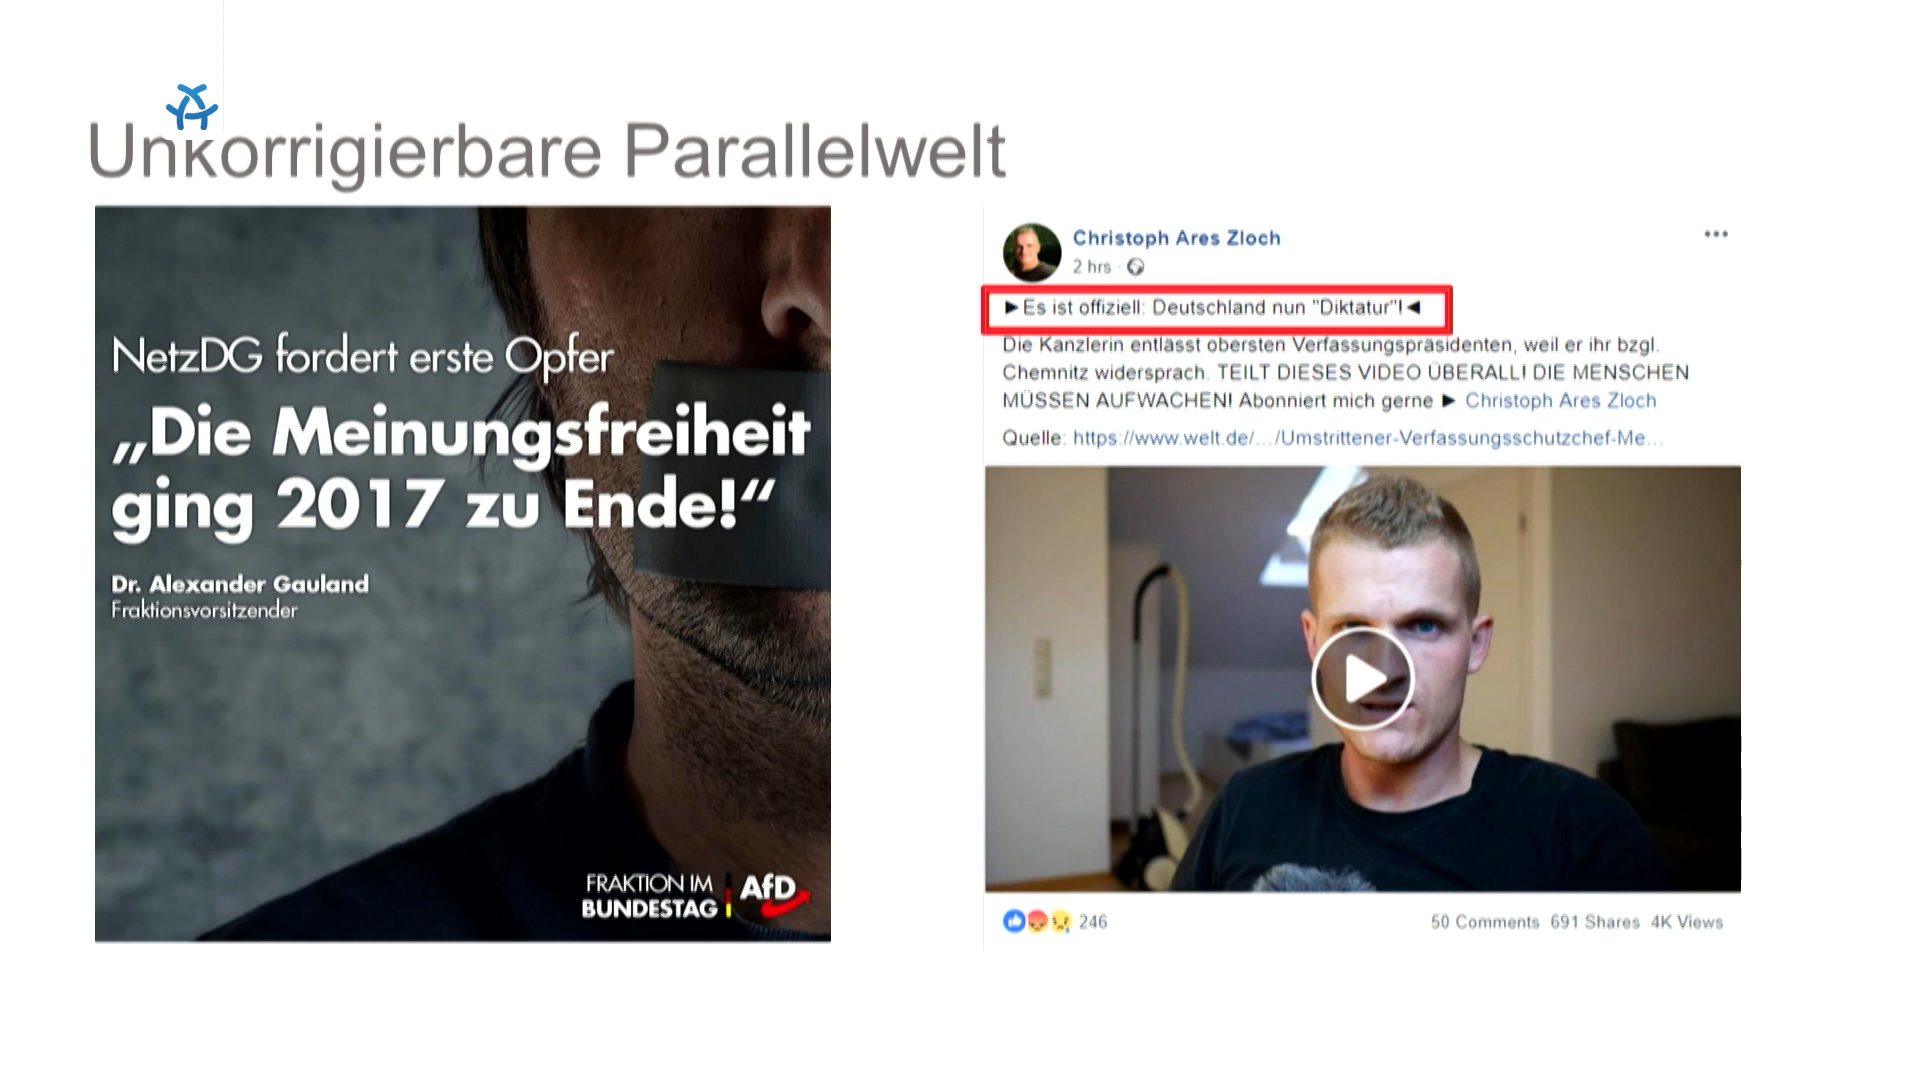 Unkorrigierbare Parallelwelt
NetzDG fordert erste Opfer
„Die Meinungsfreiheit
ging 2017 zu Ende!“
Dr. Alexander Gauland
Fraktionsvorsitzender
FRAKTION IM
BUNDESTAG
AfD
Christoph Ares Zloch
2 hrs ·
►Es ist offiziell: Deutschland nun "Diktatur"!◄
Die Kanzlerin entlässt obersten Verfassungspräsidenten, weil er ihr bzgl.
Chemnitz widersprach. TEILT DIESES VIDEO ÜBERALL! DIE MENSCHEN
MÜSSEN AUFWACHEN! Abonniert mich gerne ► Christoph Ares Zloch
Quelle: https://www.welt.de/.../Umstrittener-Verfassungsschutzchef-Me...
246
50 Comments 691 Shares 4K Views